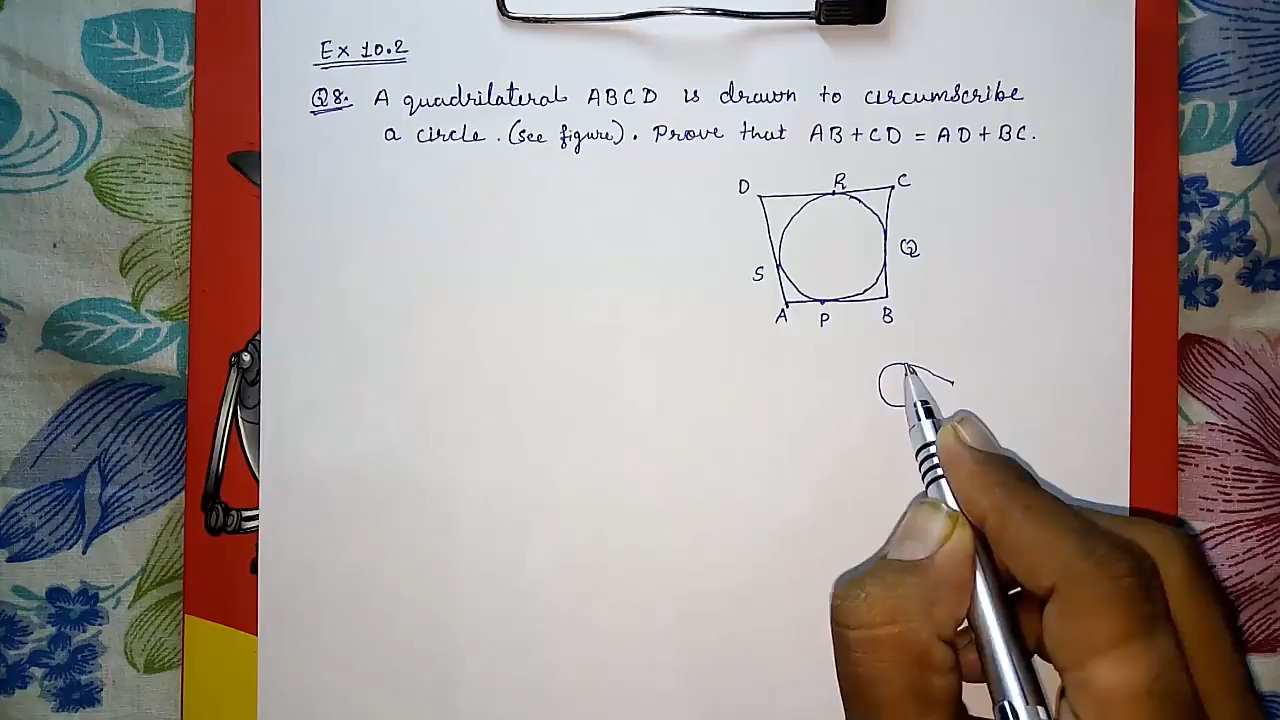 Ex 10.2
Q8. A quadrilateral ABCD is drawn to circumscribe
a circle. (see figure). Prove that AB + CD = AD + BC.
D R C
Q
S
A P B